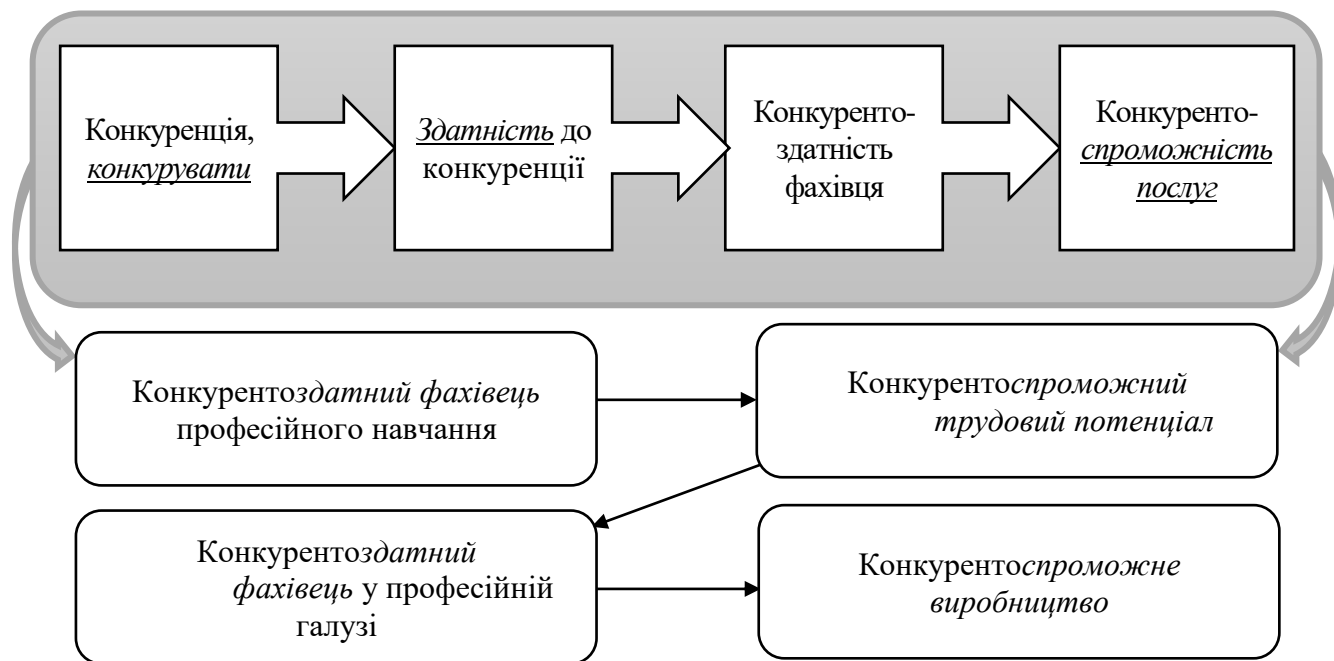 Конкуренція,
конкурувати
Здатність до
конкуренції
Конкуренто-
здатність
фахівця
Конкуренто-
спроможність
послуг
Конкурентоздатний фахівець
професійного навчання
Конкурентоспроможний
трудовий потенціал
Конкурентоздатний
фахівець у професійній
галузі
Конкурентоспроможне
виробництво